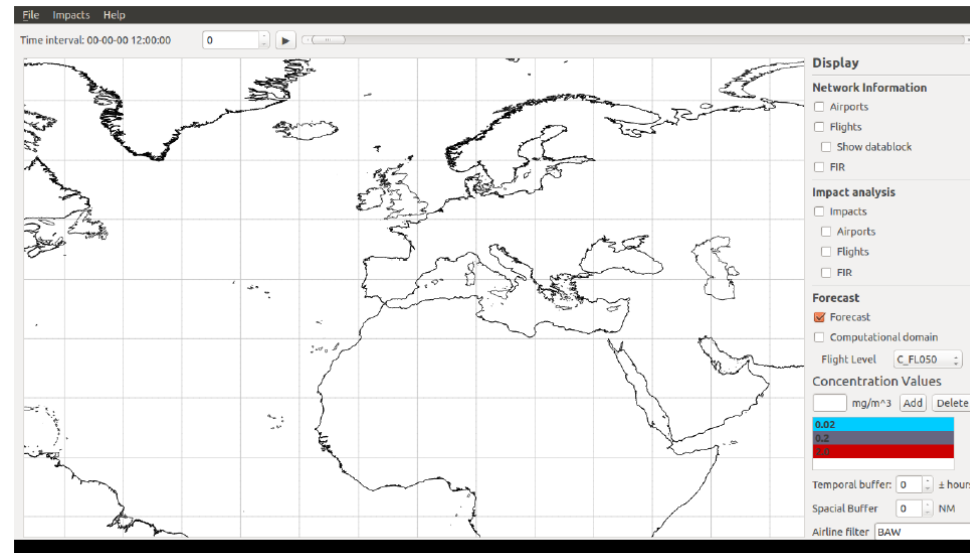 File Impacts Help
Time interval: 00-00-00 12:00:00 0
Display
Network Information
Airports
Flights
Show datablock
FIR
Impact analysis
Impacts
Airports
Flights
FIR
Forecast
Forecast
Computational domain
Flight Level C_FL050
Concentration Values
mg/m^3 Add Delete
0.02
0.2
2.0
Temporal buffer: 0 ± hours
Spacial Buffer 0 NM
Airline filter BAW